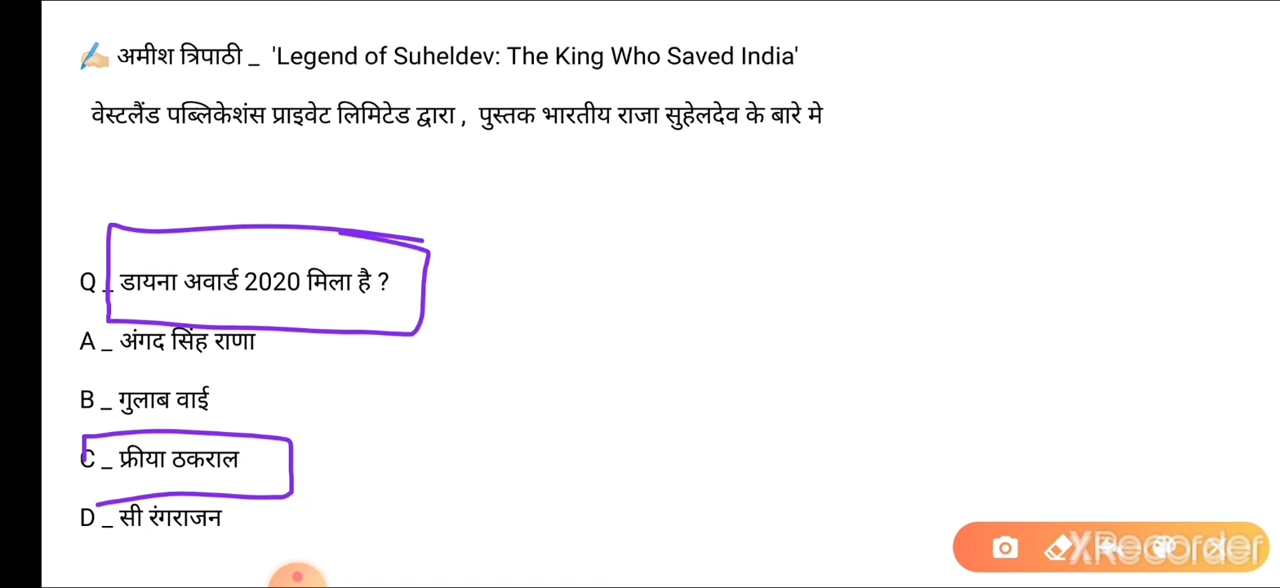 ✍🏻 अमीश त्रिपाठी _ 'Legend of Suheldev: The King Who Saved India'
वेस्टलैंड पब्लिकेशंस प्राइवेट लिमिटेड द्वारा , पुस्तक भारतीय राजा सुहेलदेव के बारे मे
Q _ डायना अवार्ड 2020 मिला है ?
A _ अंगद सिंह राणा
B _ गुलाब वाई
C _ फ्रीया ठकराल
D _ सी रंगराजन
XRecorder